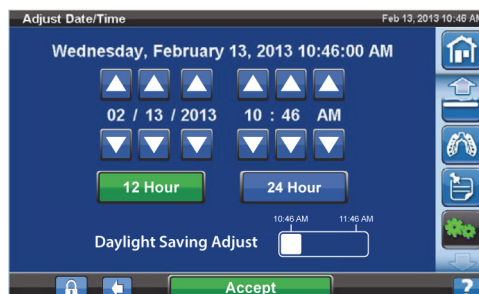 Adjust Date/Time Feb 13, 2013 10:46 AM
Wednesday, February 13, 2013 10:46:00 AM
02 / 13 / 2013 10 : 46 AM
12 Hour 24 Hour
10:46 AM 11:46 AM
Daylight Saving Adjust
Accept ?